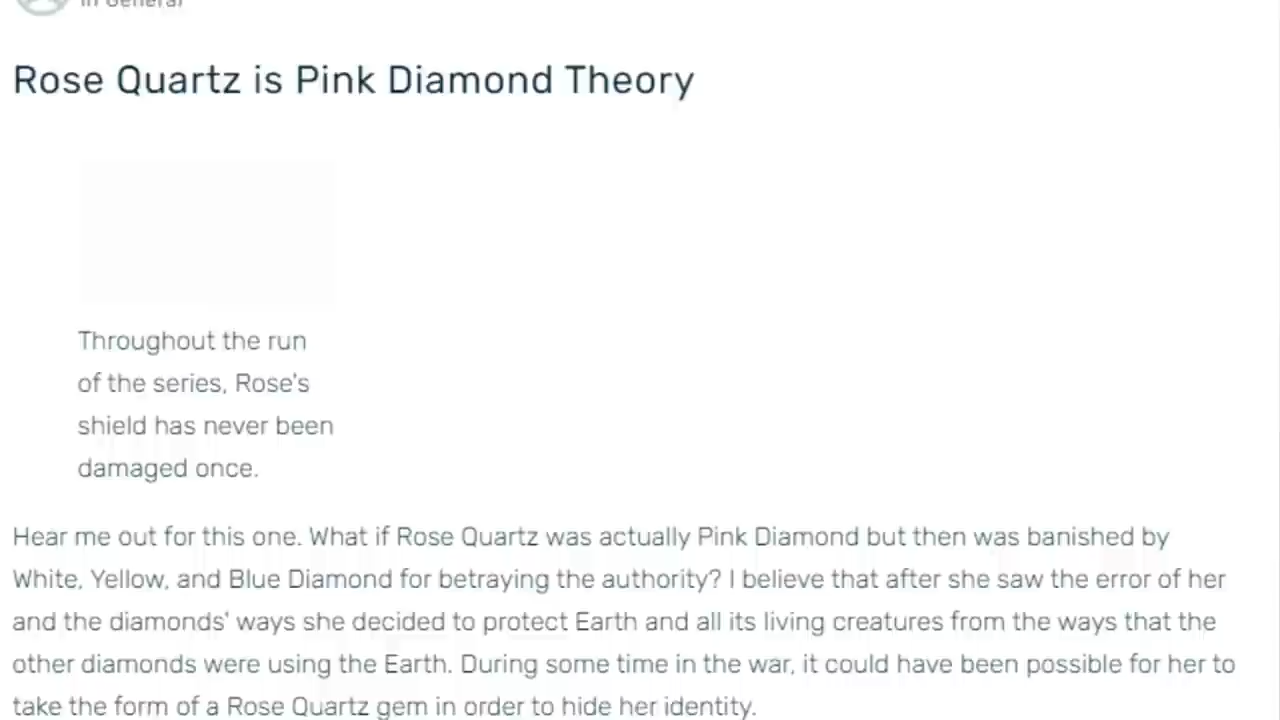 in General
Rose Quartz is Pink Diamond Theory
Throughout the run
of the series, Rose's
shield has never been
damaged once.
Hear me out for this one. What if Rose Quartz was actually Pink Diamond but then was banished by
White, Yellow, and Blue Diamond for betraying the authority? I believe that after she saw the error of her
and the diamonds' ways she decided to protect Earth and all its living creatures from the ways that the
other diamonds were using the Earth. During some time in the war, it could have been possible for her to
take the form of a Rose Quartz gem in order to hide her identity.